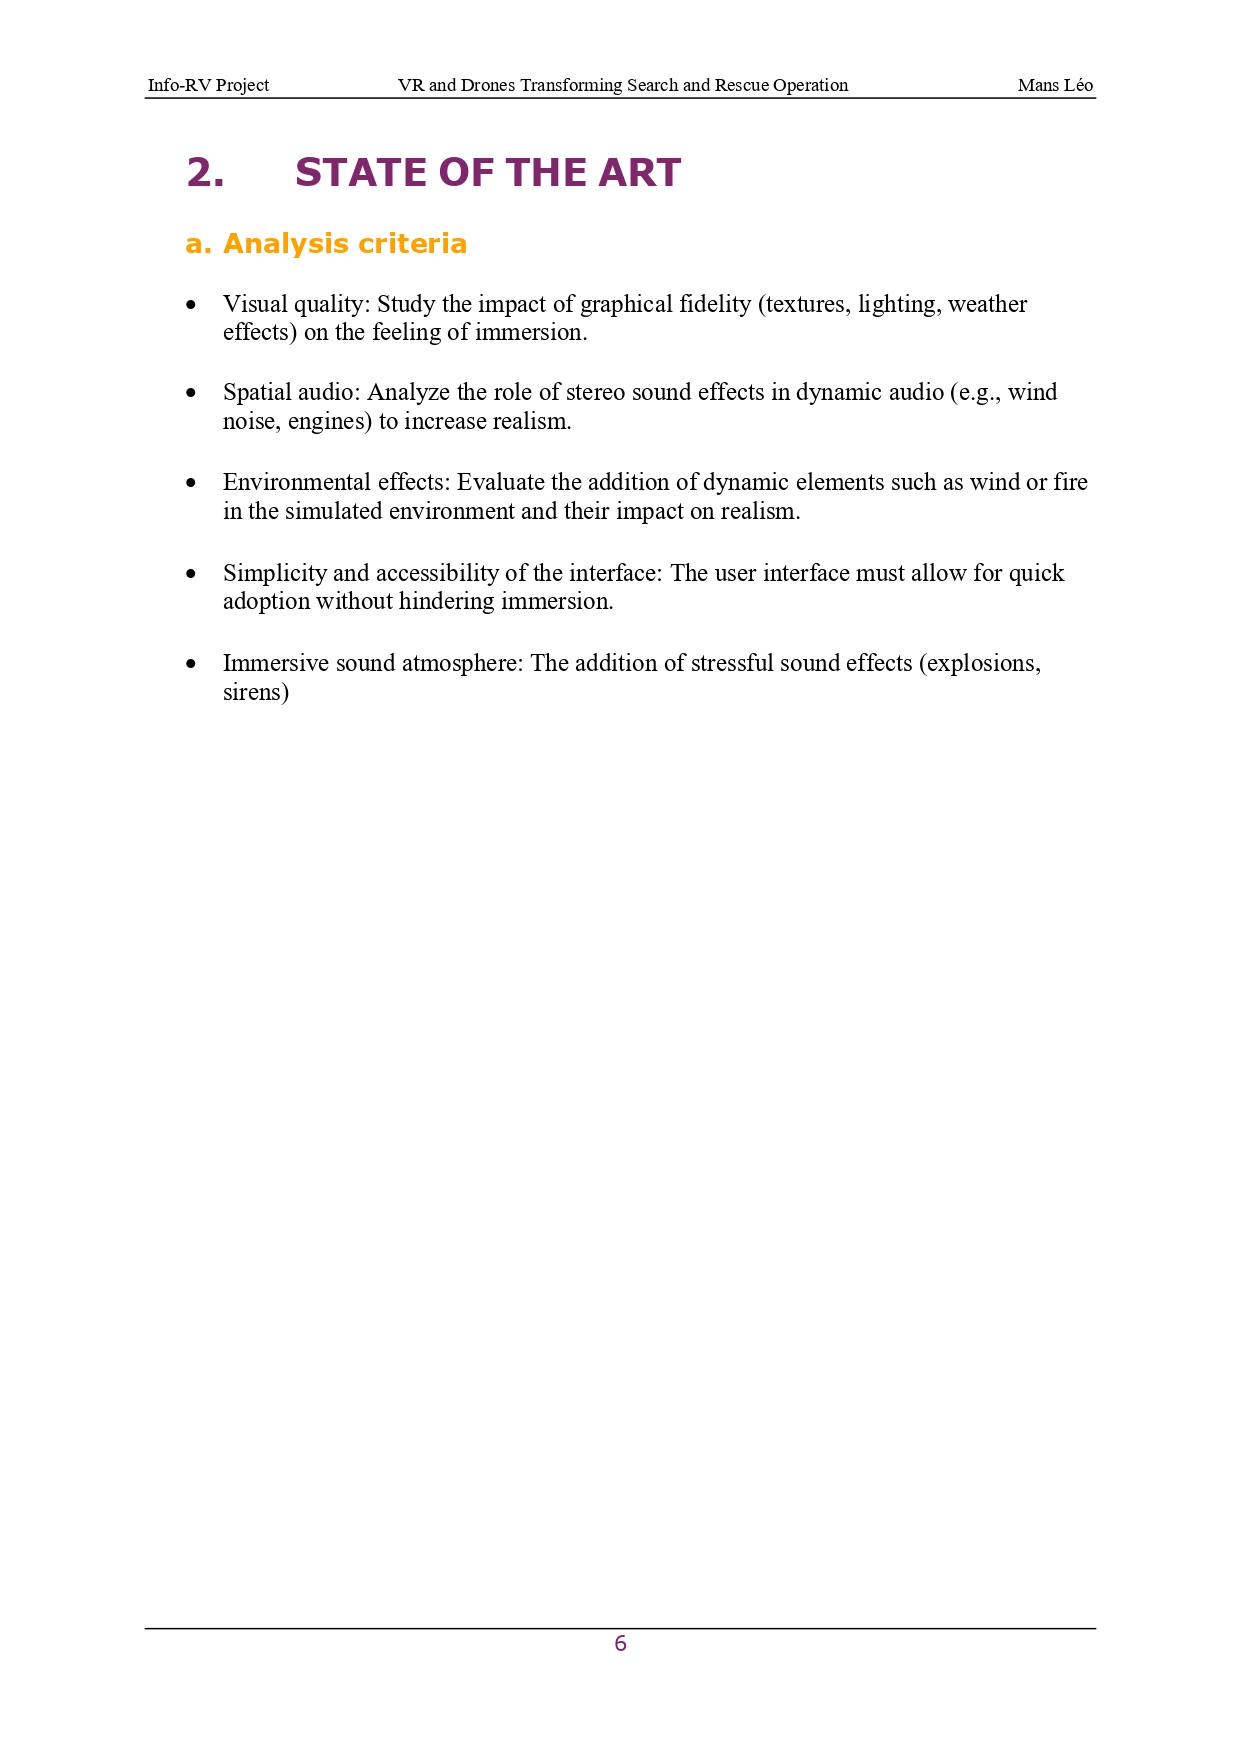 Info-RV Project VR and Drones Transforming Search and Rescue Operation Mans Léo
2. STATE OF THE ART
a. Analysis criteria
• Visual quality: Study the impact of graphical fidelity (textures, lighting, weather
effects) on the feeling of immersion.
• Spatial audio: Analyze the role of stereo sound effects in dynamic audio (e.g., wind
noise, engines) to increase realism.
• Environmental effects: Evaluate the addition of dynamic elements such as wind or fire
in the simulated environment and their impact on realism.
• Simplicity and accessibility of the interface: The user interface must allow for quick
adoption without hindering immersion.
• Immersive sound atmosphere: The addition of stressful sound effects (explosions,
sirens)
6